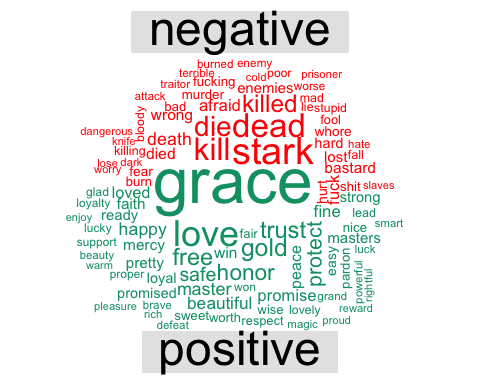 negative
burned enemy
terrible cold poor prisoner
traitor fucking enemies worse
attack murder mad
bad afraid killed lie stupid
bloody wrong fool
dangerous death die dead whore
knife hard hate
killing died kill stark lost fall
lose dark bastard
worry fear hurt shit slaves
burn fuck
grace
glad loved strong
loyalty faith fine lead
enjoy ready
lucky happy love fair trust protect nice smart
support mercy win gold masters
beauty free peace easy luck
warm pretty safe honor pardon powerful
proper loyal rightful
promised master won promise grand
pleasure brave beautiful wise lovely reward
rich sweet worth respect magic proud
defeat
positive